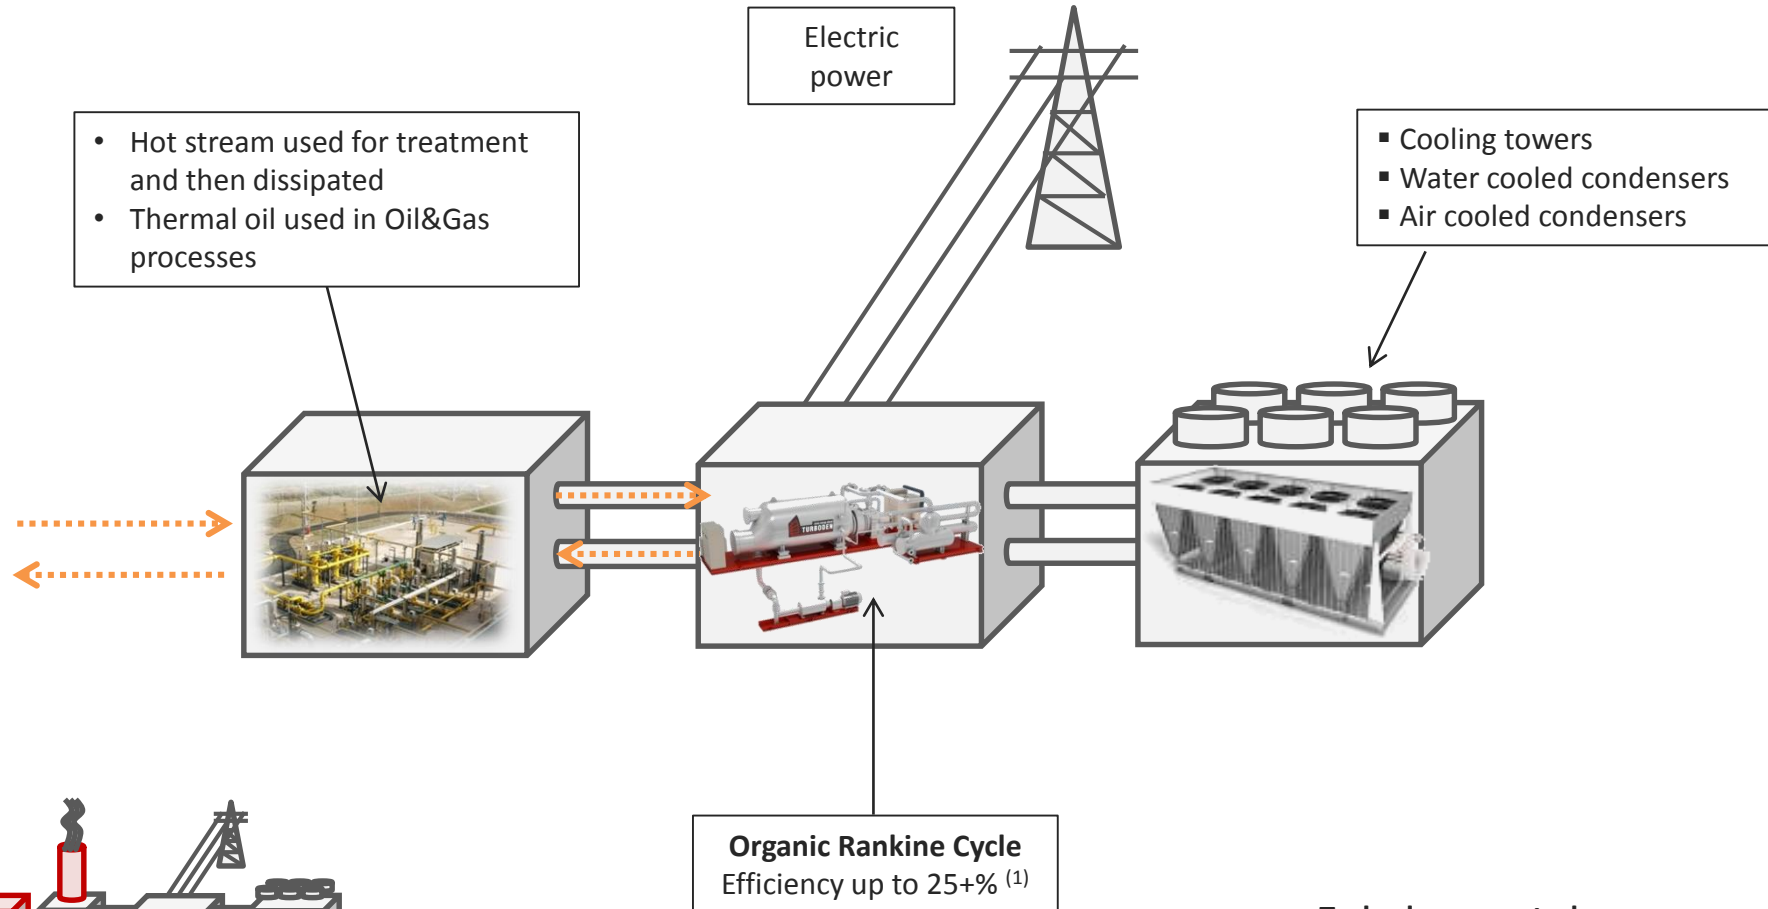 Electric
power
• Hot stream used for treatment
and then dissipated
• Thermal oil used in Oil&Gas
processes
▪ Cooling towers
▪ Water cooled condensers
▪ Air cooled condensers
TURBODEN
Organic Rankine Cycle
Efficiency up to 25+% (1)